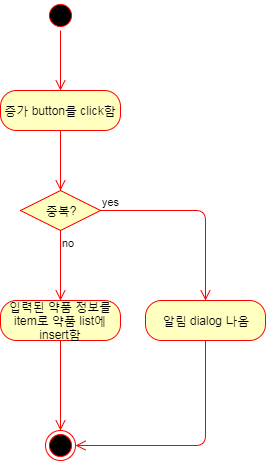 증가 button를 click함
중복?
yes
no
입력된 약품 정보를
item로 약품 list에
insert함
알림 dialog 나옴